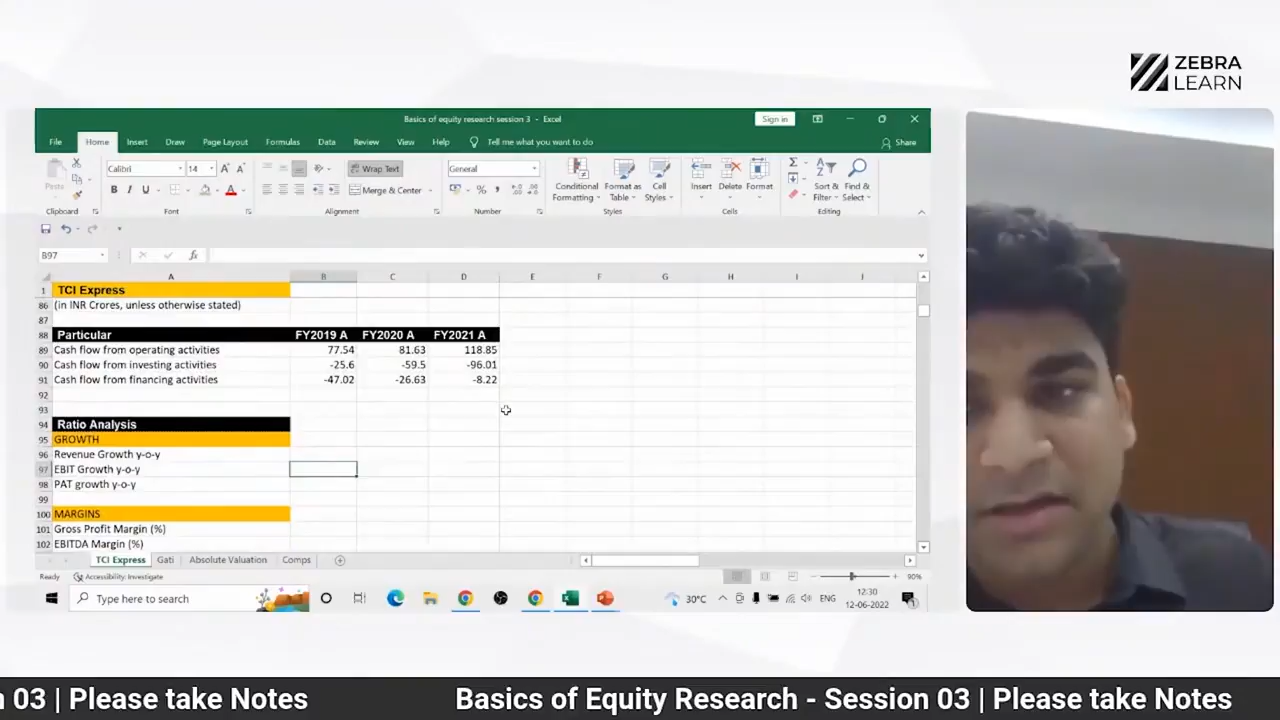 ZEBRA
LEARN
Basics of equity research session 3 - Excel
Sign in
File Home Insert Draw Page Layout Formulas Data Review View Help Tell me what you want to do Share
Calibri 14 Wrap Text General
Paste B I U Merge & Center Conditional Formatting Format as Table Cell Styles Insert Delete Format Sort & Filter Find & Select
Clipboard Font Alignment Number Styles Cells Editing
B97 fx
A B C D E F G H I J
1 TCI Express
86 (in INR Crores, unless otherwise stated)
87
88 Particular FY2019 A FY2020 A FY2021 A
89 Cash flow from operating activities 77.54 81.63 118.85
90 Cash flow from investing activities -25.6 -59.5 -96.01
91 Cash flow from financing activities -47.02 -26.63 -8.22
92
93
94 Ratio Analysis
95 GROWTH
96 Revenue Growth y-o-y
97 EBIT Growth y-o-y
98 PAT growth y-o-y
99
100 MARGINS
101 Gross Profit Margin (%)
102 EBITDA Margin (%)
TCI Express Gati Absolute Valuation Comps
Ready Accessibility: Investigate 90%
Type here to search 30°C ENG 12:30
12-06-2022
03 | Please take Notes Basics of Equity Research - Session 03 | Please take Notes